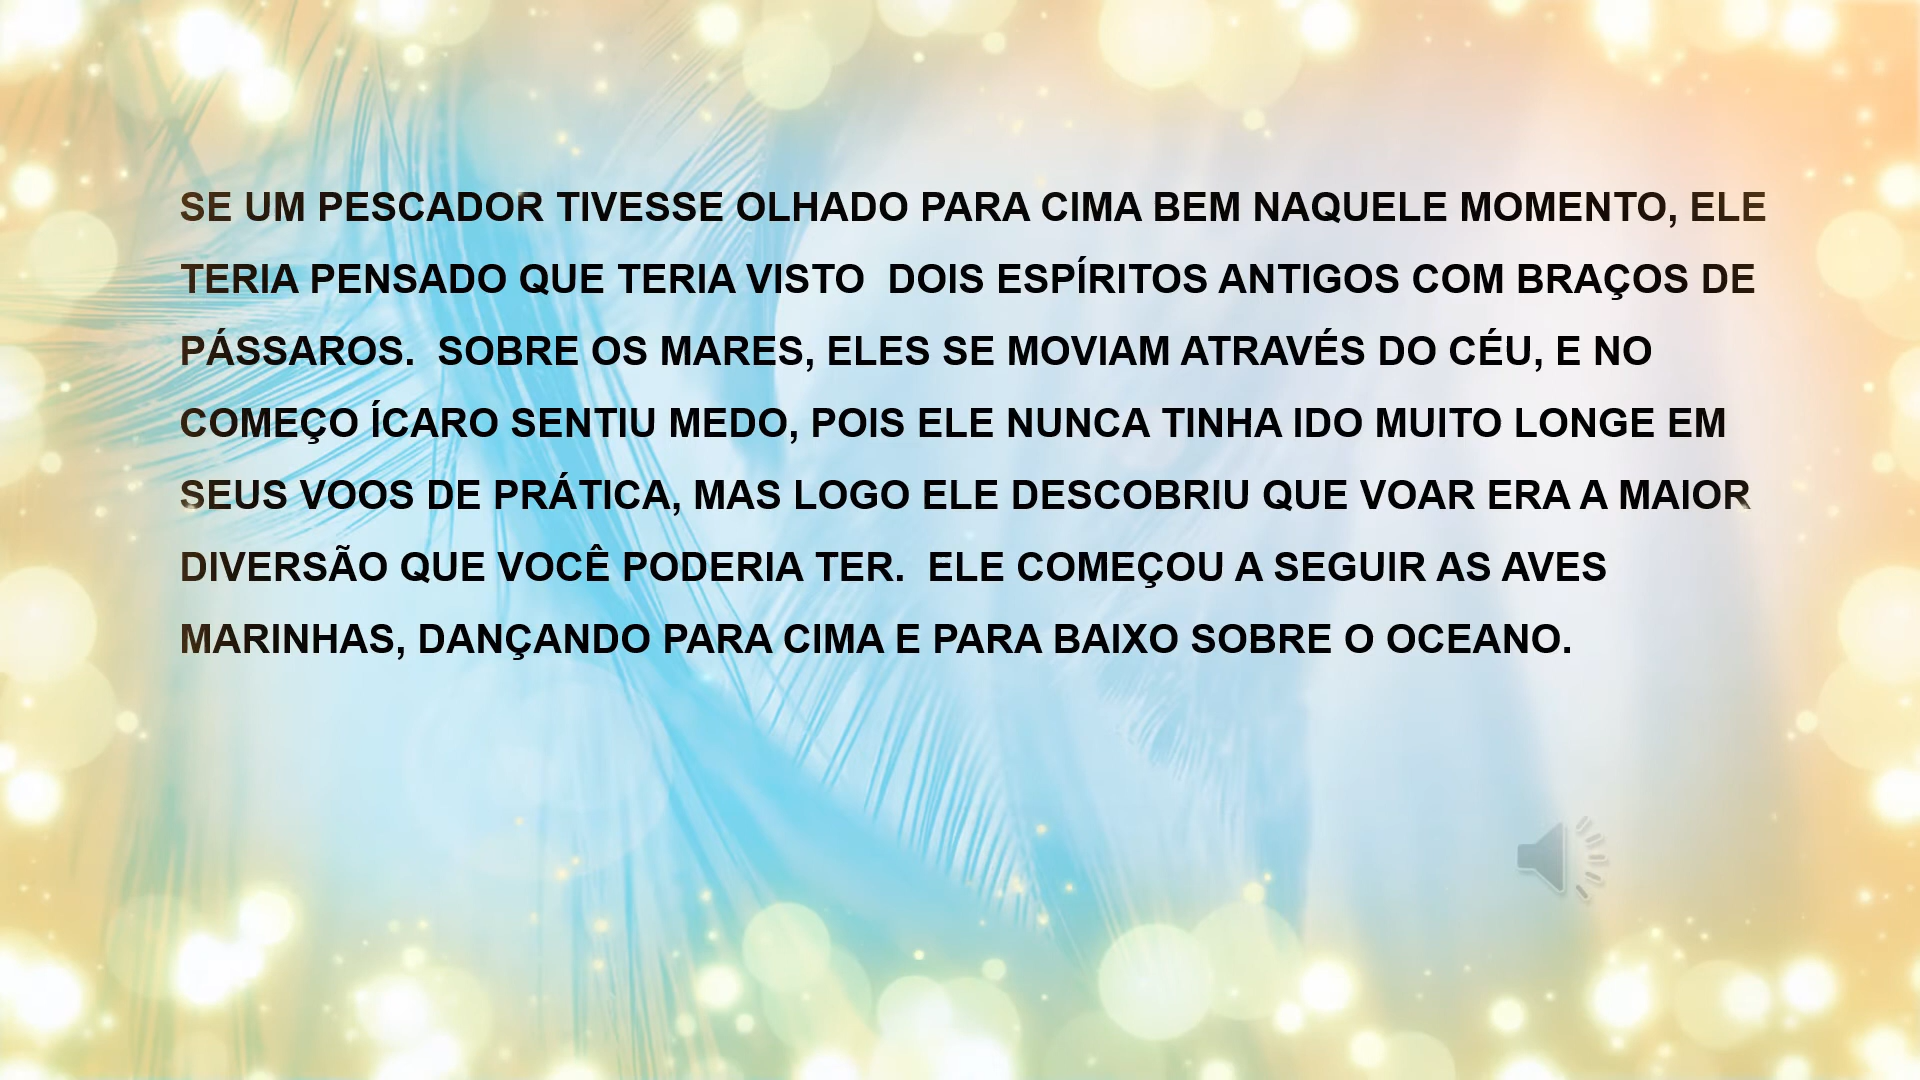 SE UM PESCADOR TIVESSE OLHADO PARA CIMA BEM NAQUELE MOMENTO, ELE
TERIA PENSADO QUE TERIA VISTO  DOIS ESPÍRITOS ANTIGOS COM BRAÇOS DE
PÁSSAROS.  SOBRE OS MARES, ELES SE MOVIAM ATRAVÉS DO CÉU, E NO
COMEÇO ÍCARO SENTIU MEDO, POIS ELE NUNCA TINHA IDO MUITO LONGE EM
SEUS VOOS DE PRÁTICA, MAS LOGO ELE DESCOBRIU QUE VOAR ERA A MAIOR
DIVERSÃO QUE VOCÊ PODERIA TER.  ELE COMEÇOU A SEGUIR AS AVES
MARINHAS, DANÇANDO PARA CIMA E PARA BAIXO SOBRE O OCEANO.